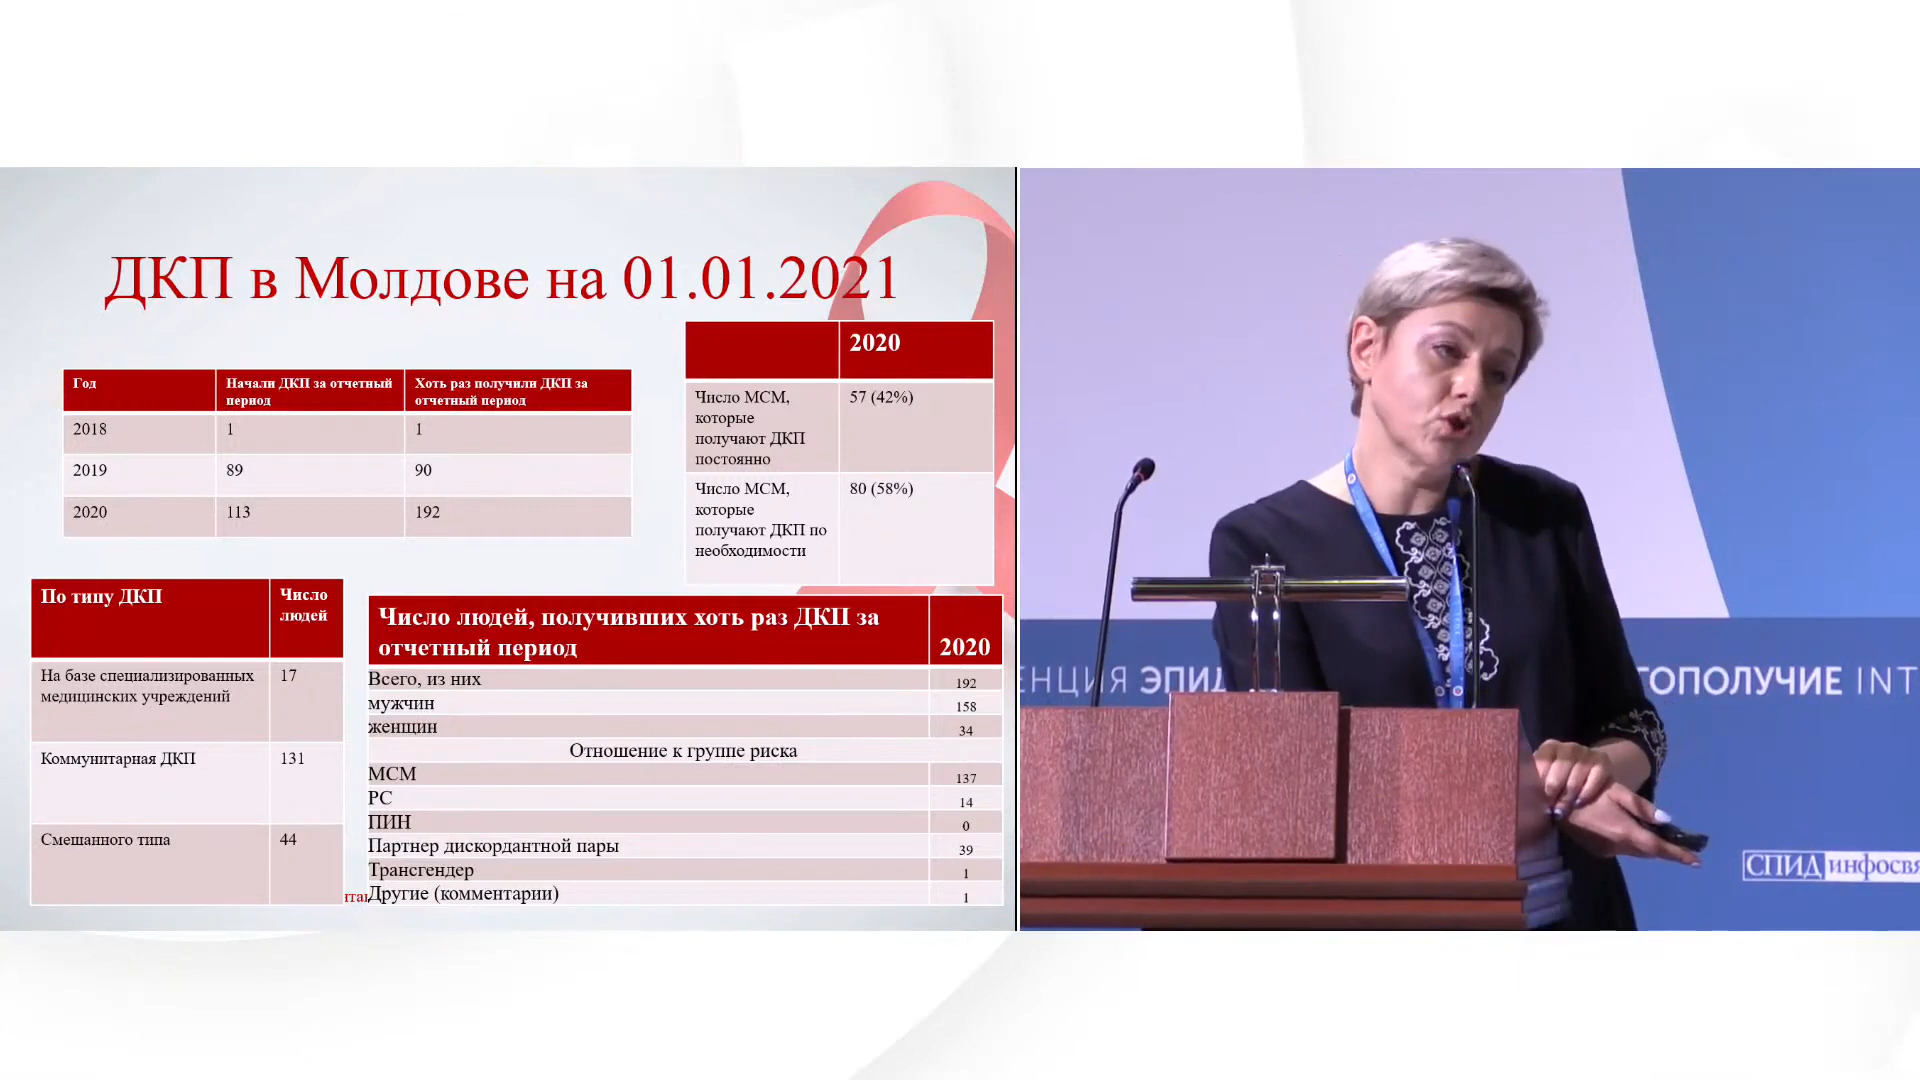 ДКП в Молдове на 01.01.2021
Год
Начали ДКП за отчетный
период
Хоть раз получили ДКП за
отчетный период
2018
1
1
2019
89
90
2020
113
192
2020
Число МСМ,
которые
получают ДКП
постоянно
57 (42%)
Число МСМ,
которые
получают ДКП по
необходимости
80 (58%)
По типу ДКП
Число
людей
На базе специализированных
медицинских учреждений
17
Коммунитарная ДКП
131
Смешанного типа
44
Число людей, получивших хоть раз ДКП за
отчетный период
2020
Всего, из них
192
мужчин
158
женщин
34
Отношение к группе риска
МСМ
137
РС
14
ПИН
0
Партнер дискордантной пары
39
Трансгендер
1
Другие (комментарии)
1
ЕНЦИЯ ЭПИД
ГОПОЛУЧИЕ INT
СПИД инфосвя